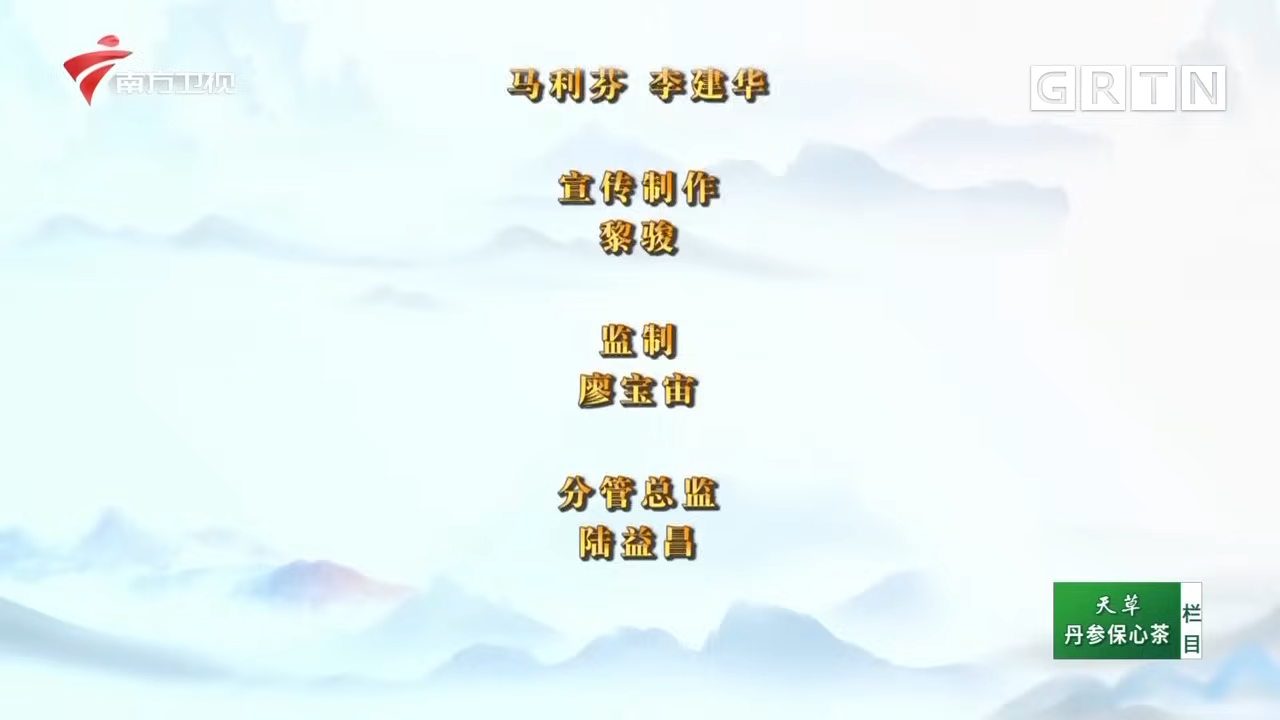 南方卫视
马利芬 李建华
GRTN
宣传制作
黎骏
监制
廖宝宙
分管总监
陆益昌
天草
丹参保心茶
栏目